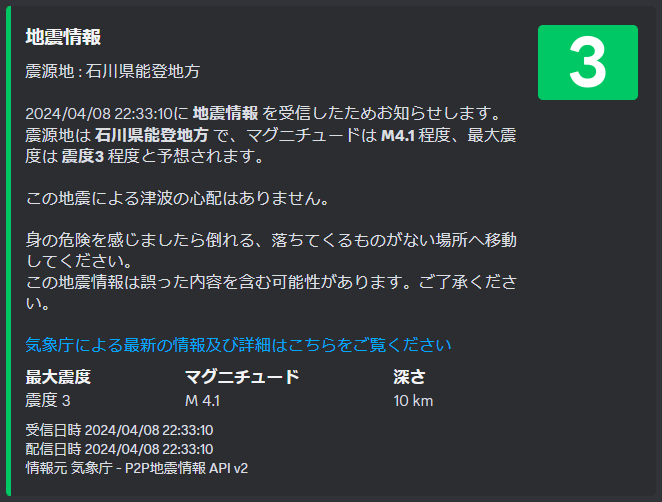 地震情報
3
震源地 : 石川県能登地方
2024/04/08 22:33:10に 地震情報 を受信したためお知らせします。
震源地は 石川県能登地方 で、マグニチュードは M4.1 程度、最大震
度は 震度3 程度と予想されます。
この地震による津波の心配はありません。
身の危険を感じましたら倒れる、落ちてくるものがない場所へ移動
してください。
この地震情報は誤った内容を含む可能性があります。ご了承くださ
い。
気象庁による最新の情報及び詳細はこちらをご覧ください
最大震度 マグニチュード 深さ
震度 3 M 4.1 10 km
受信日時 2024/04/08 22:33:10
配信日時 2024/04/08 22:33:10
情報元 気象庁 - P2P地震情報 API v2